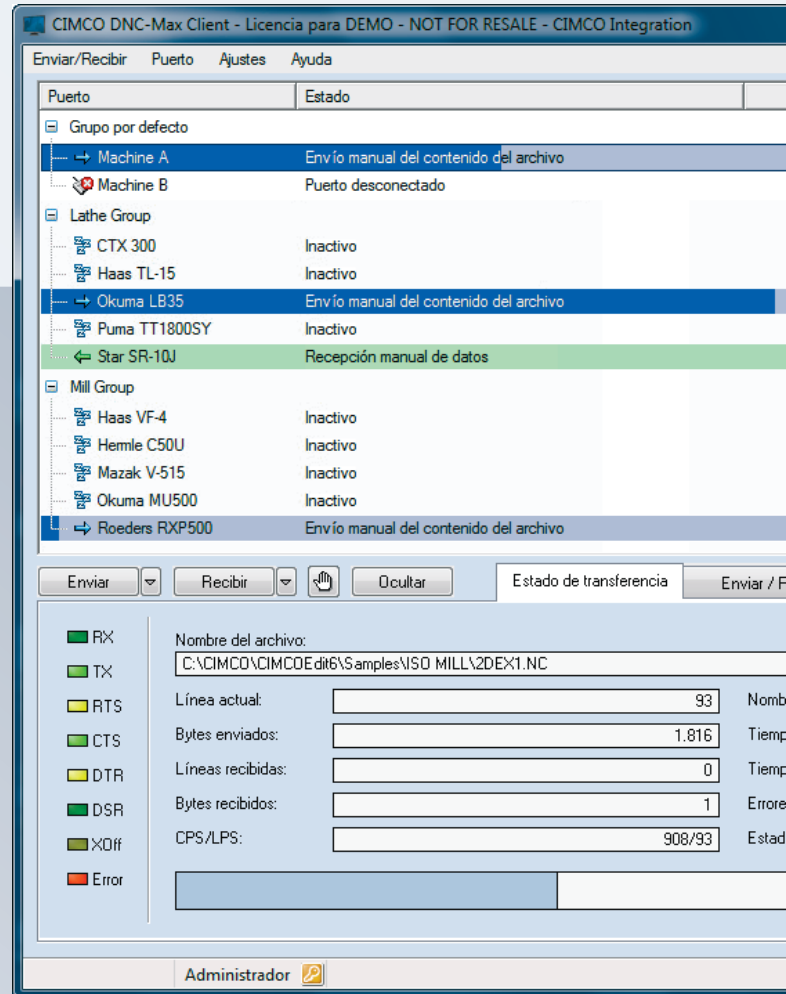 CIMCO DNC-Max Client - Licencia para DEMO - NOT FOR RESALE - CIMCO Integration
Enviar/Recibir Puerto Ajustes Ayuda
Puerto Estado
Grupo por defecto
Machine A Envío manual del contenido del archivo
Machine B Puerto desconectado
Lathe Group
CTX 300 Inactivo
Haas TL-15 Inactivo
Okuma LB35 Envío manual del contenido del archivo
Puma TT1800SY Inactivo
Star SR-10J Recepción manual de datos
Mill Group
Haas VF-4 Inactivo
Hermle C50U Inactivo
Mazak V-515 Inactivo
Okuma MU500 Inactivo
Roeders RXP500 Envío manual del contenido del archivo
Enviar Recibir Ocultar Estado de transferencia Enviar / F
RX Nombre del archivo:
TX C:\CIMCO\CIMCOEdit6\Samples\ISO MILL\2DEX1.NC
RTS Línea actual: 93 Nomb
CTS Bytes enviados: 1.816 Tiemp
DTR Líneas recibidas: 0 Tiemp
DSR Bytes recibidos: 1 Errore
XOff CPS/LPS: 908/93 Estad
Error
Administrador